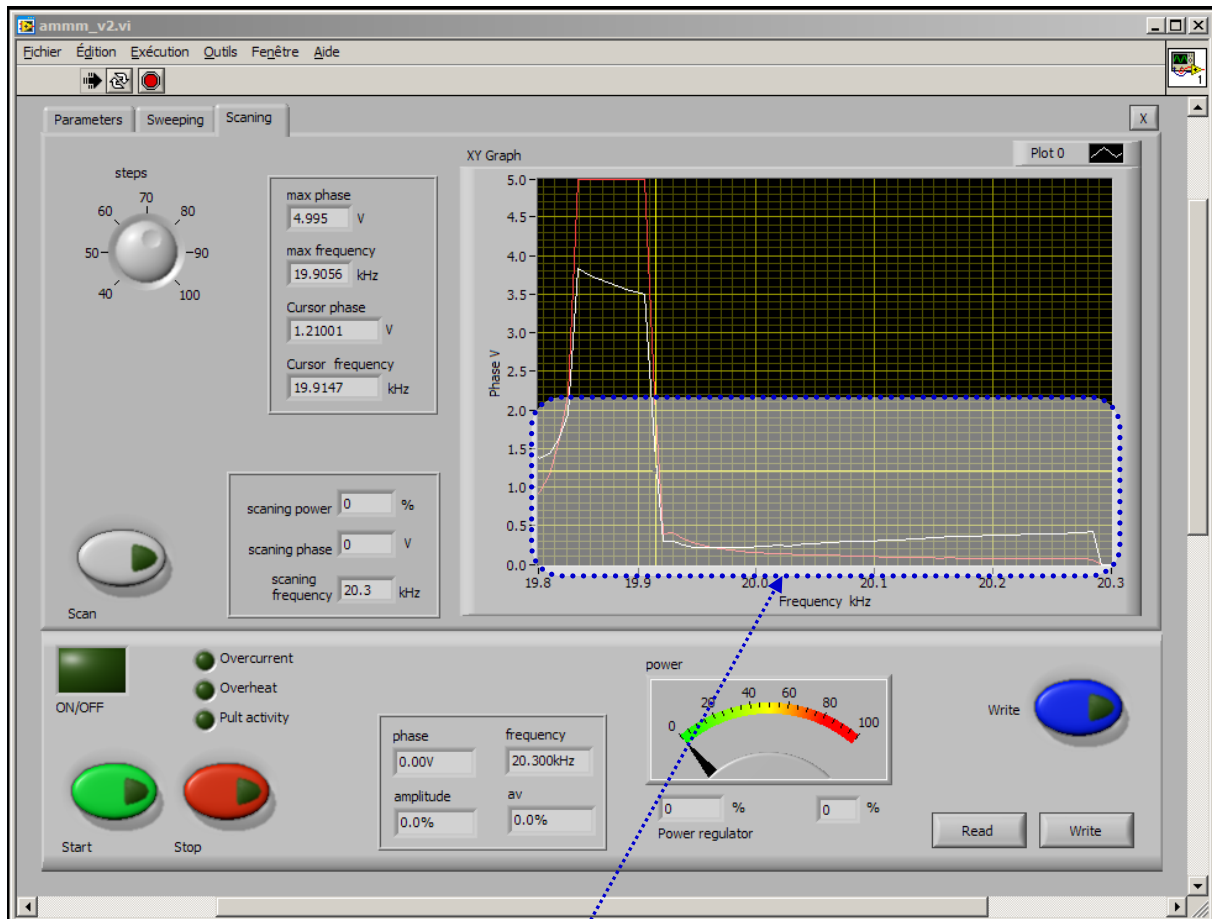 ammm_v2.vi
Fichier Édition Exécution Outils Fenêtre Aide
1
Parameters Sweeping Scaning
X
steps
40 50 60 70 80 90 100
max phase
4.995 V
max frequency
19.9056 kHz
Cursor phase
1.21001 V
Cursor frequency
19.9147 kHz
scaning power 0 %
scaning phase 0 V
scaning
frequency 20.3 kHz
Scan
XY Graph
Plot 0
Phase V
5.0
4.5
4.0
3.5
3.0
2.5
2.0
1.5
1.0
0.5
0.0
19.8 19.9 20.0 20.1 20.2 20.3
Frequency kHz
ON/OFF
Overcurrent
Overheat
Pult activity
Start
Stop
phase frequency
0.00V 20.300kHz
amplitude av
0.0% 0.0%
power
0 20 40 60 80 100
0 % 0 %
Power regulator
Write
Read Write